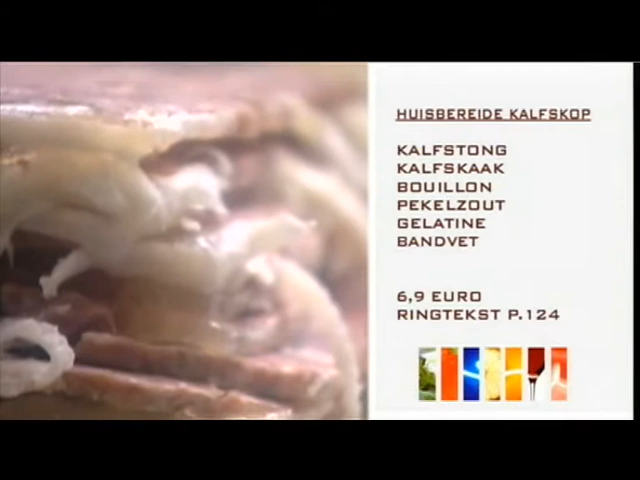 HUISBEREIDE KALFSKOP
KALFSTONG
KALFSKAAK
BOUILLON
PEKELZOUT
GELATINE
BANDVET
6,9 EURO
RINGTEKST P.124